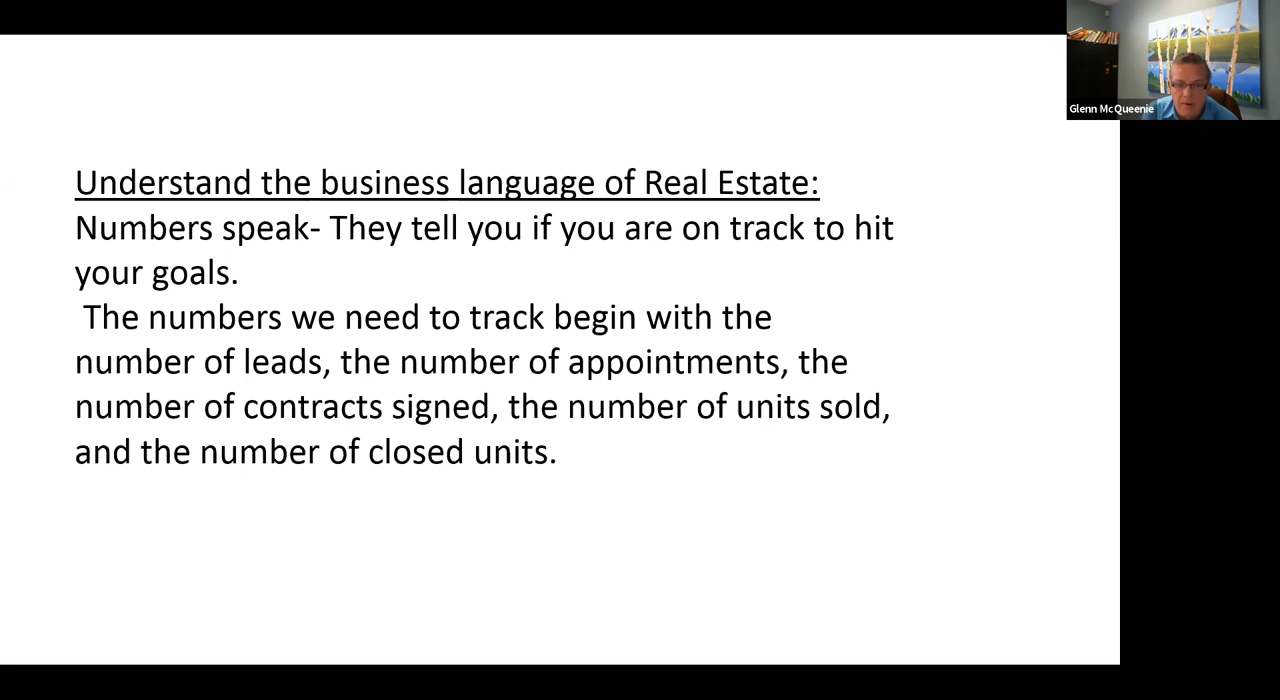 Glenn McQueenie
Understand the business language of Real Estate:
Numbers speak- They tell you if you are on track to hit
your goals.
The numbers we need to track begin with the
number of leads, the number of appointments, the
number of contracts signed, the number of units sold,
and the number of closed units.